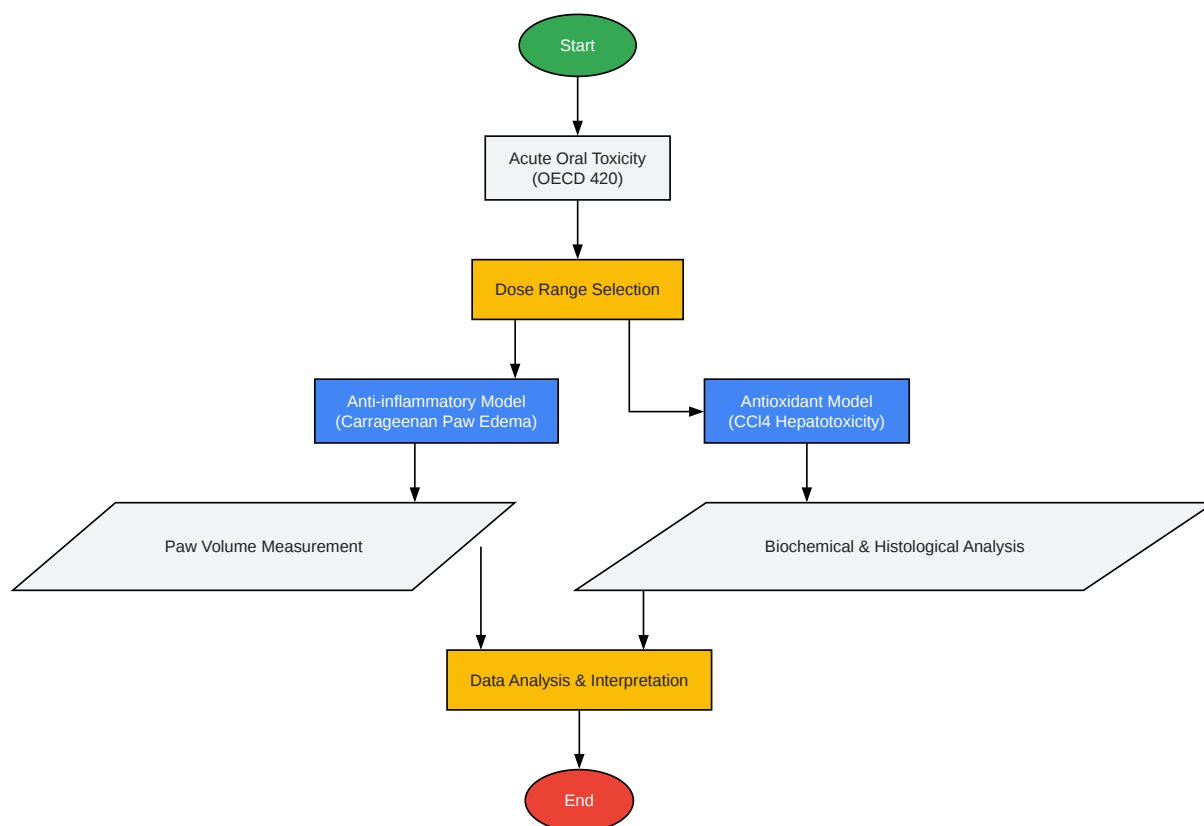 Start
Acute Oral Toxicity
(OECD 420)
Dose Range Selection
Anti-inflammatory Model
(Carrageenan Paw Edema)
Antioxidant Model
(CCl4 Hepatotoxicity)
Paw Volume Measurement
Biochemical & Histological Analysis
Data Analysis & Interpretation
End